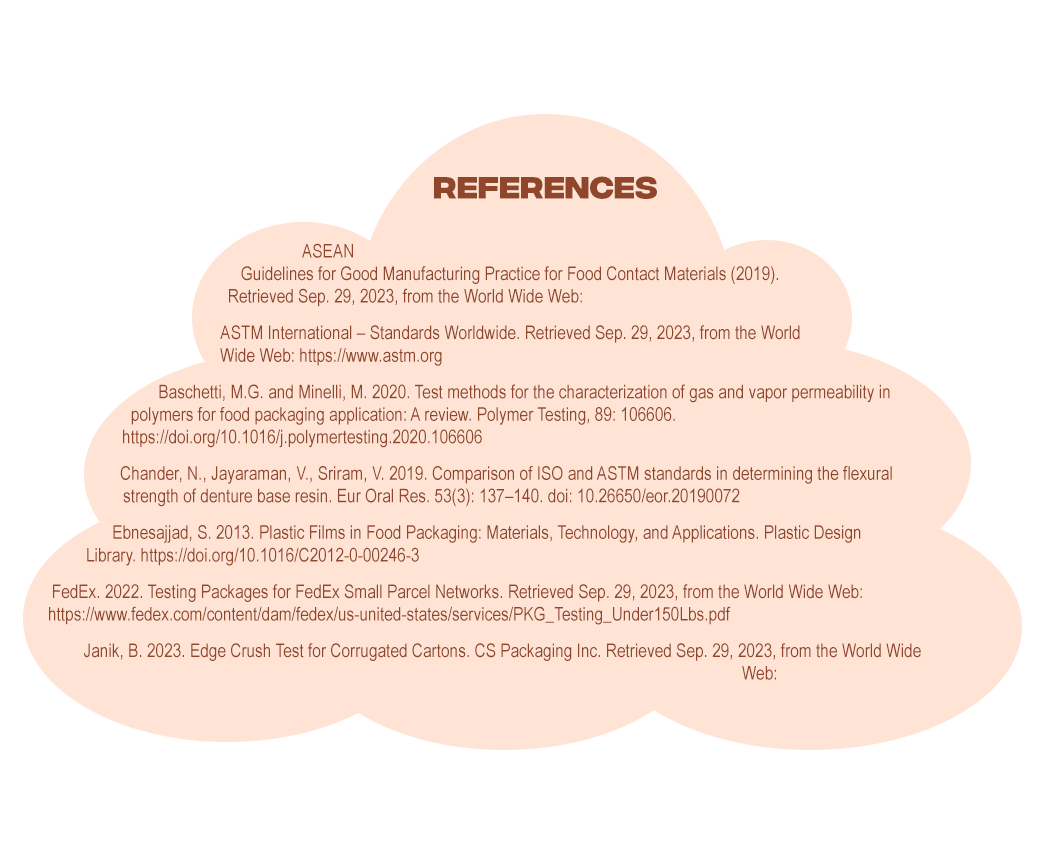 REFERENCES
ASEAN
Guidelines for Good Manufacturing Practice for Food Contact Materials (2019).
Retrieved Sep. 29, 2023, from the World Wide Web:
ASTM International – Standards Worldwide. Retrieved Sep. 29, 2023, from the World
Wide Web: https://www.astm.org
Baschetti, M.G. and Minelli, M. 2020. Test methods for the characterization of gas and vapor permeability in
polymers for food packaging application: A review. Polymer Testing, 89: 106606.
https://doi.org/10.1016/j.polymertesting.2020.106606
Chander, N., Jayaraman, V., Sriram, V. 2019. Comparison of ISO and ASTM standards in determining the flexural
strength of denture base resin. Eur Oral Res. 53(3): 137–140. doi: 10.26650/eor.20190072
Ebnesajjad, S. 2013. Plastic Films in Food Packaging: Materials, Technology, and Applications. Plastic Design
Library. https://doi.org/10.1016/C2012-0-00246-3
FedEx. 2022. Testing Packages for FedEx Small Parcel Networks. Retrieved Sep. 29, 2023, from the World Wide Web:
https://www.fedex.com/content/dam/fedex/us-united-states/services/PKG_Testing_Under150Lbs.pdf
Janik, B. 2023. Edge Crush Test for Corrugated Cartons. CS Packaging Inc. Retrieved Sep. 29, 2023, from the World Wide
Web: